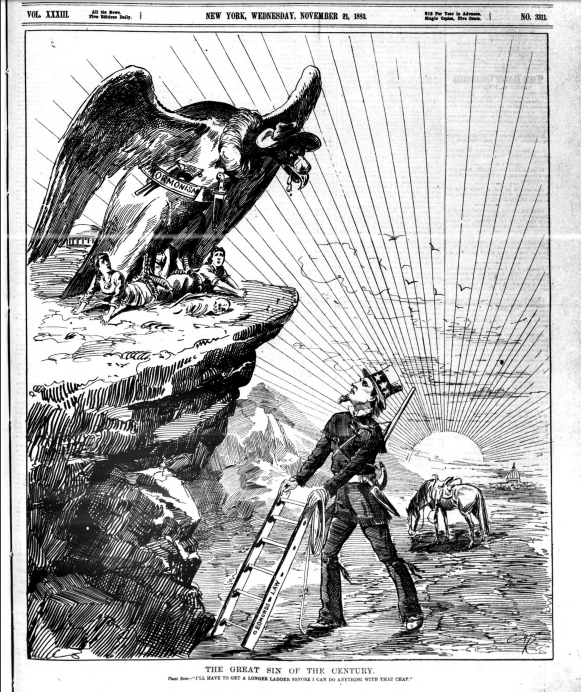 VOL. XXXIII.
All the News.
Five Editions Daily.
NEW YORK, WEDNESDAY, NOVEMBER 21, 1883.
$12 Per Year in Advance.
Single Copies, Five Cents.
NO. 3311.
MORMONISM
EDMUNDS LAW
THE GREAT SIN OF THE CENTURY.
UNCLE SAM—"I'LL HAVE TO GET A LONGER LADDER BEFORE I CAN DO ANYTHING WITH THAT CHAP."